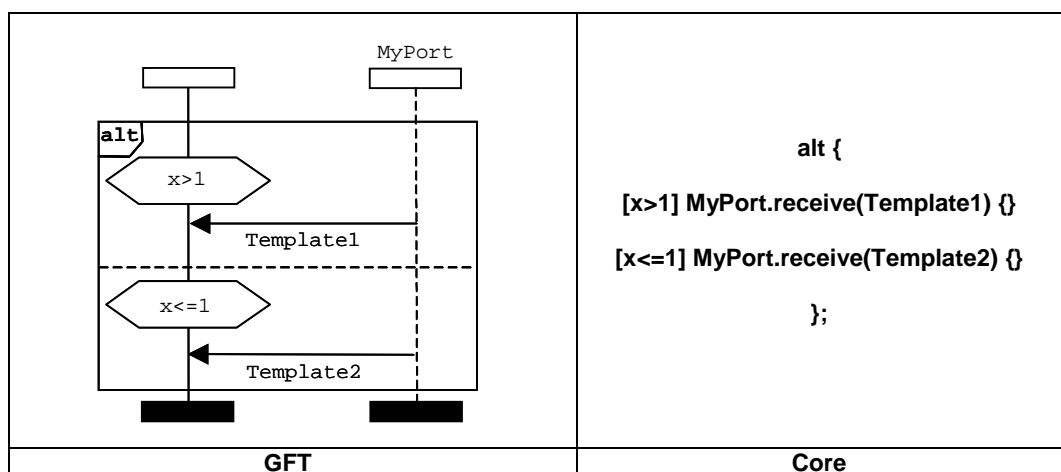 MyPort
alt
x>1
Template1
x<=1
Template2
alt {
[x>1] MyPort.receive(Template1) {}
[x<=1] MyPort.receive(Template2) {}
};
GFT
Core